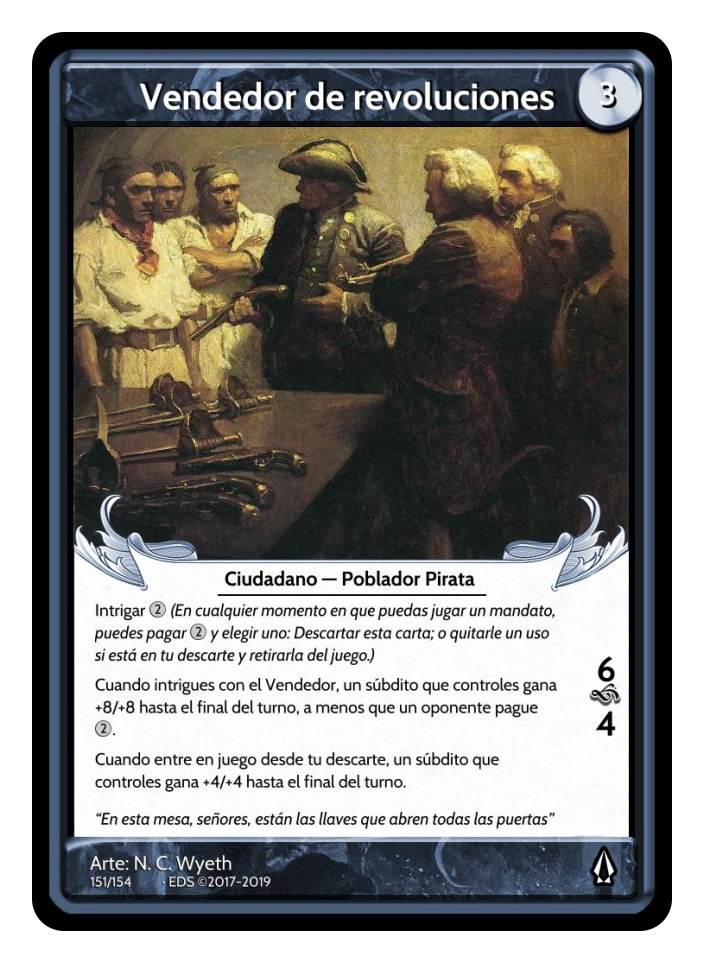 Vendedor de revoluciones
3
Ciudadano — Poblador Pirata
Intrigar ② (En cualquier momento en que puedas jugar un mandato,
puedes pagar ② y elegir uno: Descartar esta carta; o quitarle un uso
si está en tu descarte y retirarla del juego.)
Cuando intrigues con el Vendedor, un súbdito que controles gana
+8/+8 hasta el final del turno, a menos que un oponente pague
②.
Cuando entre en juego desde tu descarte, un súbdito que
controles gana +4/+4 hasta el final del turno.
“En esta mesa, señores, están las llaves que abren todas las puertas”
6
4
Arte: N. C. Wyeth
151/154 · EDS ©2017-2019